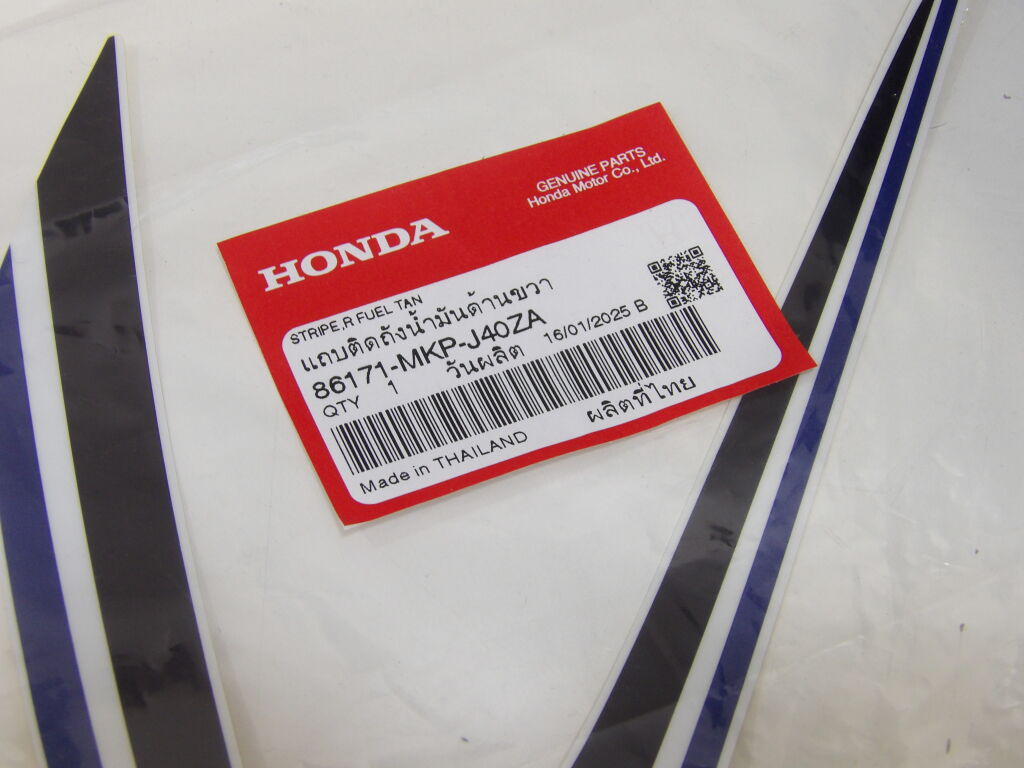 HONDA
GENUINE PARTS
Honda Motor Co., Ltd.
STRIPE,R FUEL TAN
แถบติดถังน้ำมันด้านขวา
86171-MKP-J40ZA
QTY 1 วันผลิต 16/01/2025 B
Made in THAILAND ผลิตที่ไทย